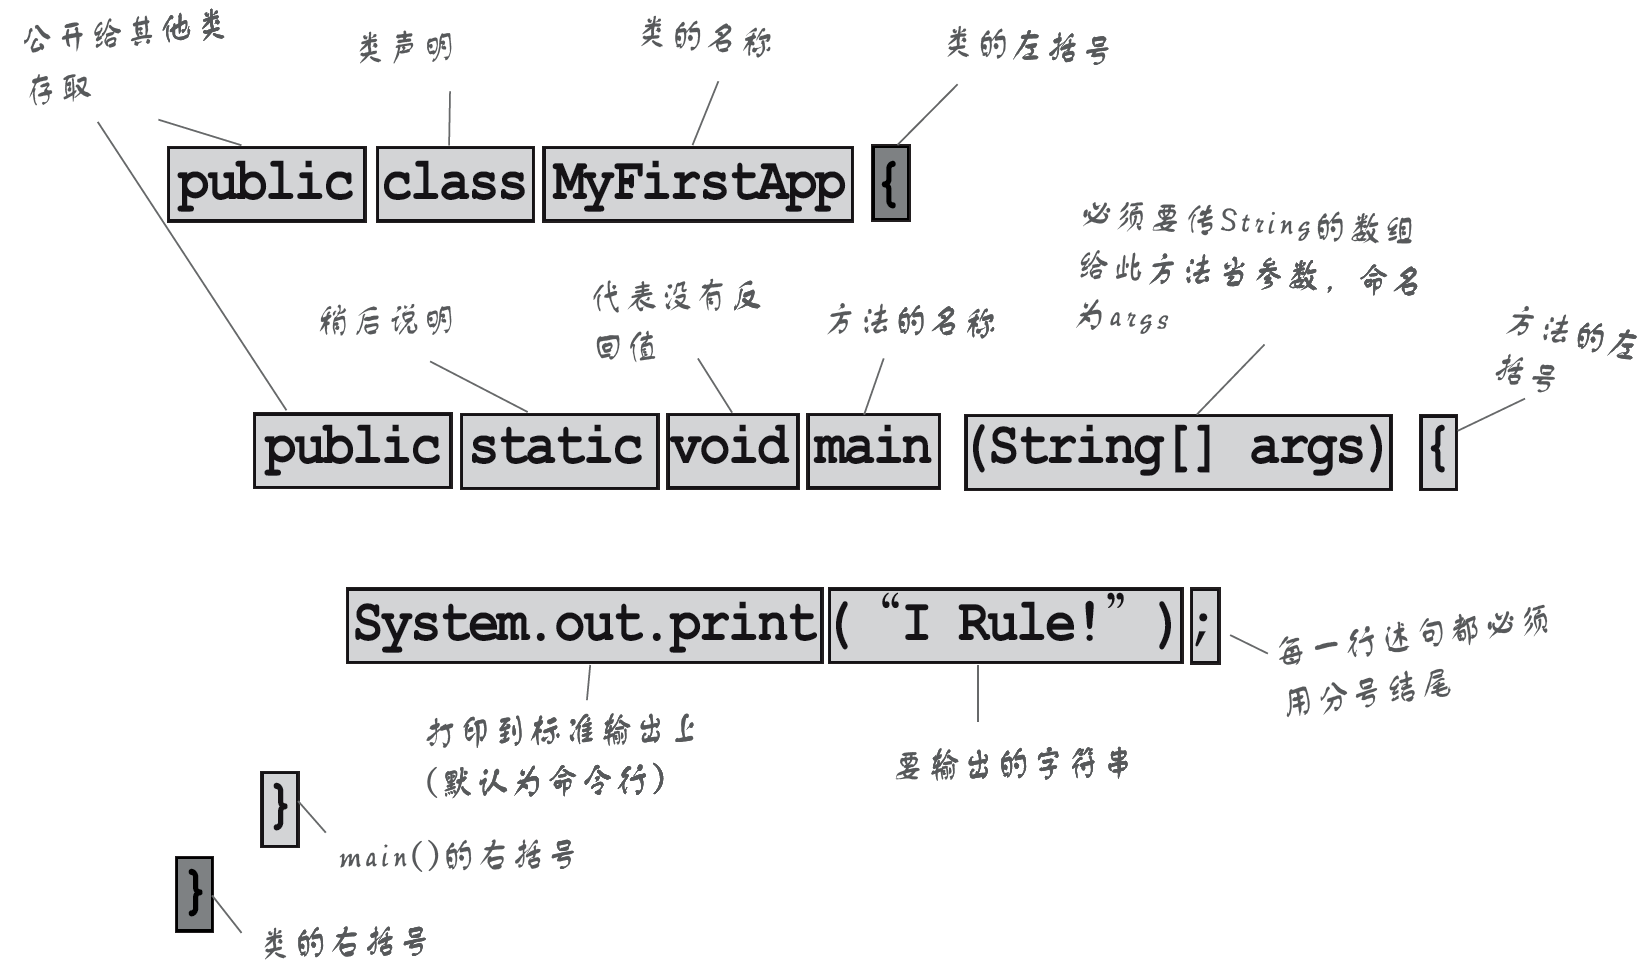 公开给其他类
存取
类声明
类的名称
类的左括号
public class MyFirstApp {
稍后说明
代表没有反
回值
方法的名称
必须要传String的数组
给此方法当参数，命名
为args
方法的左
括号
public static void main (String[] args) {
System.out.print( “I Rule!” );
每一行述句都必须
用分号结尾
打印到标准输出上
(默认为命令行)
要输出的字符串
}
main()的右括号
}
类的右括号